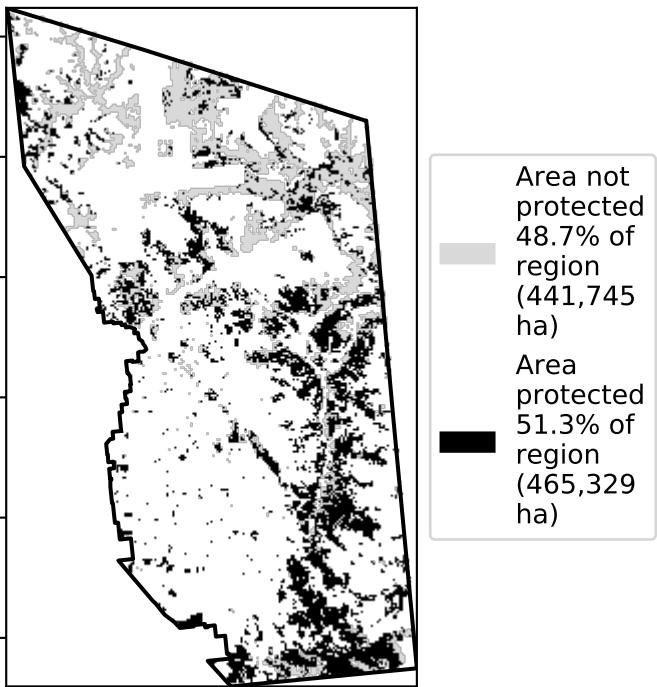 Area not
protected
48.7% of
region
(441,745
ha)
Area
protected
51.3% of
region
(465,329
ha)